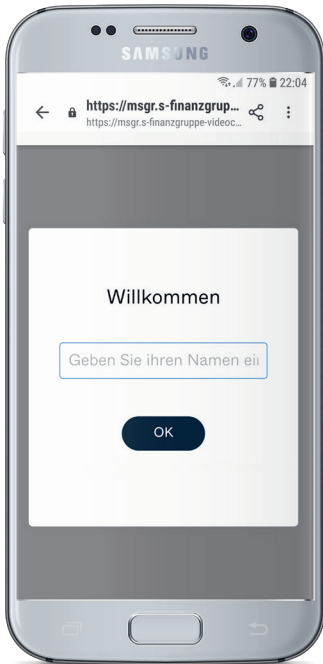 SAMSUNG
77% 22:04
https://msgr.s-finanzgrup...
https://msgr.s-finanzgruppe-videoc...
Willkommen
Geben Sie ihren Namen ein
OK